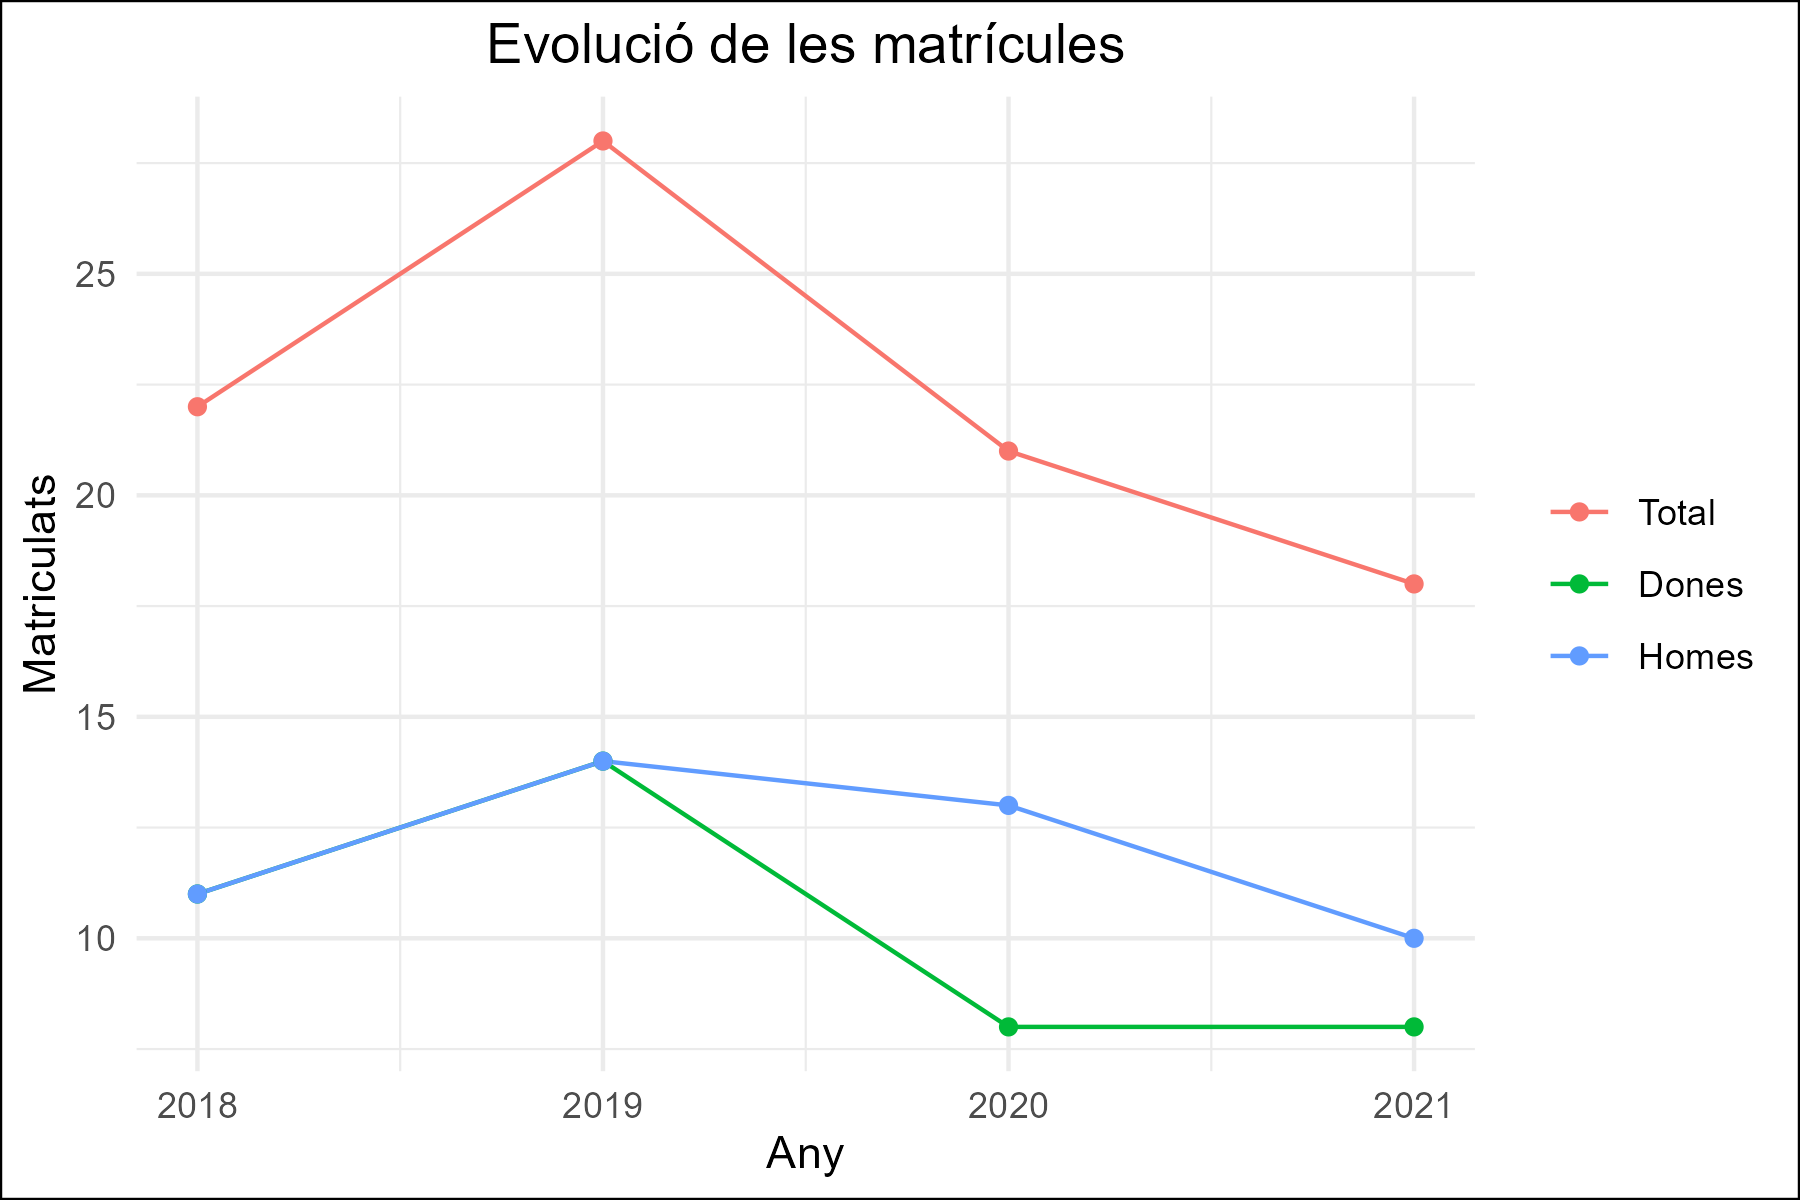 Evolució de les matrícules
Matriculats
25
20
15
10
2018 2019 2020 2021
Any
Total
Dones
Homes